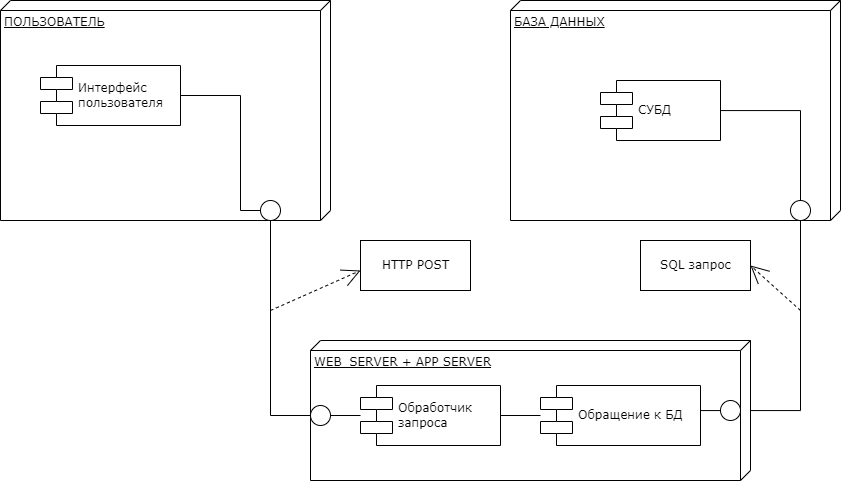 ПОЛЬЗОВАТЕЛЬ
БАЗА ДАННЫХ
Интерфейс
пользователя
СУБД
HTTP POST
SQL запрос
WEB SERVER + APP SERVER
Обработчик
запроса
Обращение к БД